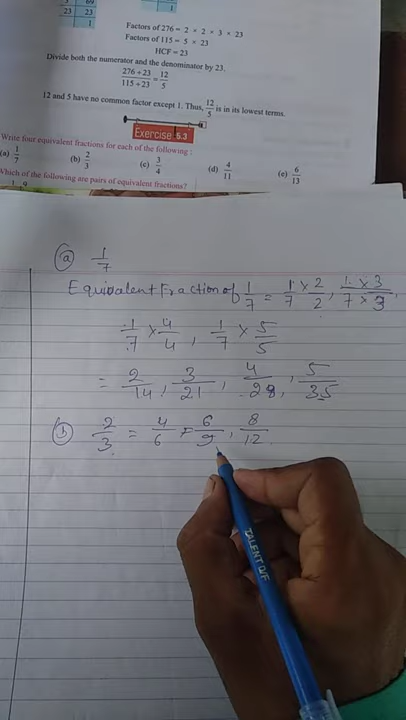 3 69
23 23
1
1
Factors of 276 = 2 × 2 × 3 × 23
Factors of 115 = 5 × 23
HCF = 23
Divide both the numerator and the denominator by 23.
276 ÷ 23 / 115 ÷ 23 = 12/5
12 and 5 have no common factor except 1. Thus, 12/5 is in its lowest terms.
Exercise 5.3
Write four equivalent fractions for each of the following :
(a) 1/7 (b) 2/3 (c) 3/4 (d) 4/11 (e) 6/13
Which of the following are pairs of equivalent fractions?
(a) 1/7
Equivalent Fraction of 1/7 = 1 × 2 / 7 2, 1 × 3 / 7 × 3,
1/7 × 4/4, 1/7 × 5/5
= 2/14, 3/21, 4/28, 5/35
(b) 2/3 = 4/6, 6/9, 8/12
TALENT D/F